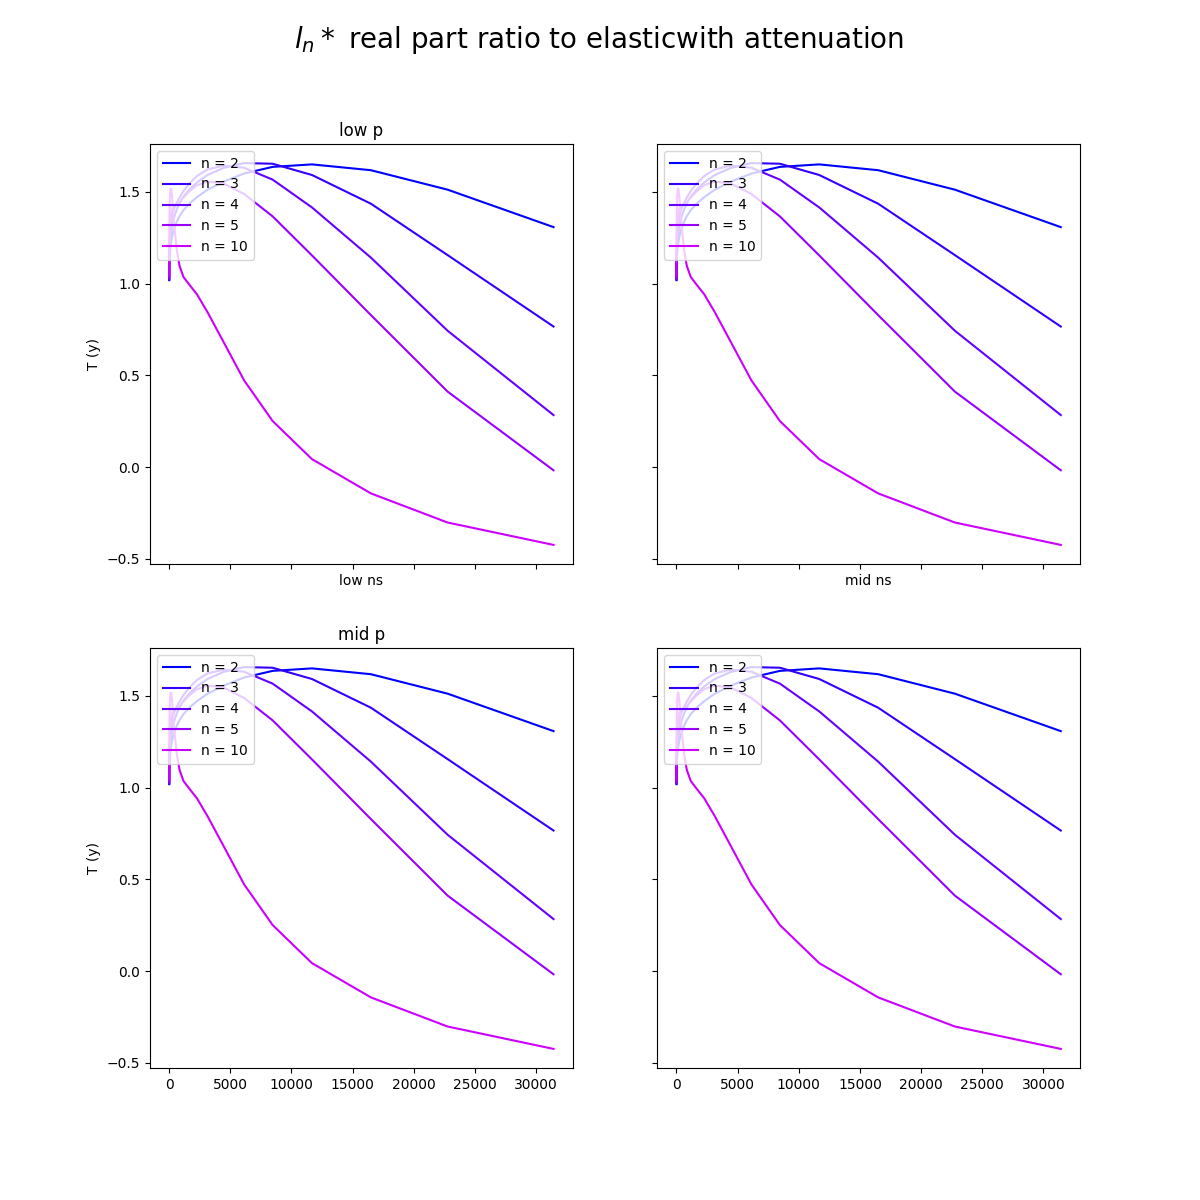 l_n * real part ratio to elasticwith attenuation
low p
n = 2
n = 3
n = 4
n = 5
n = 10
1.5
1.0
0.5
0.0
−0.5
T (y)
low ns
n = 2
n = 3
n = 4
n = 5
n = 10
mid ns
mid p
n = 2
n = 3
n = 4
n = 5
n = 10
1.5
1.0
0.5
0.0
−0.5
T (y)
0 5000 10000 15000 20000 25000 30000
n = 2
n = 3
n = 4
n = 5
n = 10
0 5000 10000 15000 20000 25000 30000